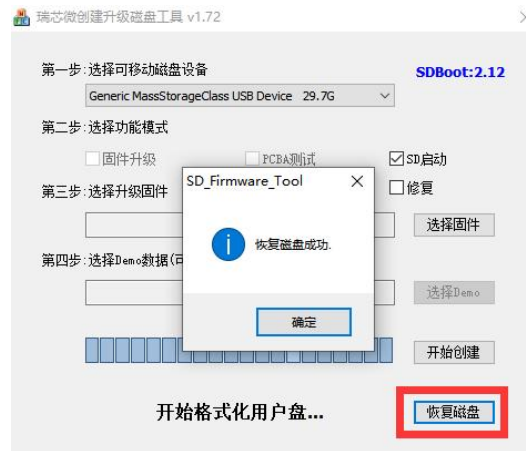 瑞芯微创建升级磁盘工具 v1.72
第一步:选择可移动磁盘设备
SDBoot:2.12
Generic MassStorageClass USB Device 29.7G
第二步:选择功能模式
固件升级
PCBA测试
SD启动
SD_Firmware_Tool
修复
第三步:选择升级固件
恢复磁盘成功.
选择固件
第四步:选择Demo数据(可
选择Demo
确定
开始创建
开始格式化用户盘...
恢复磁盘